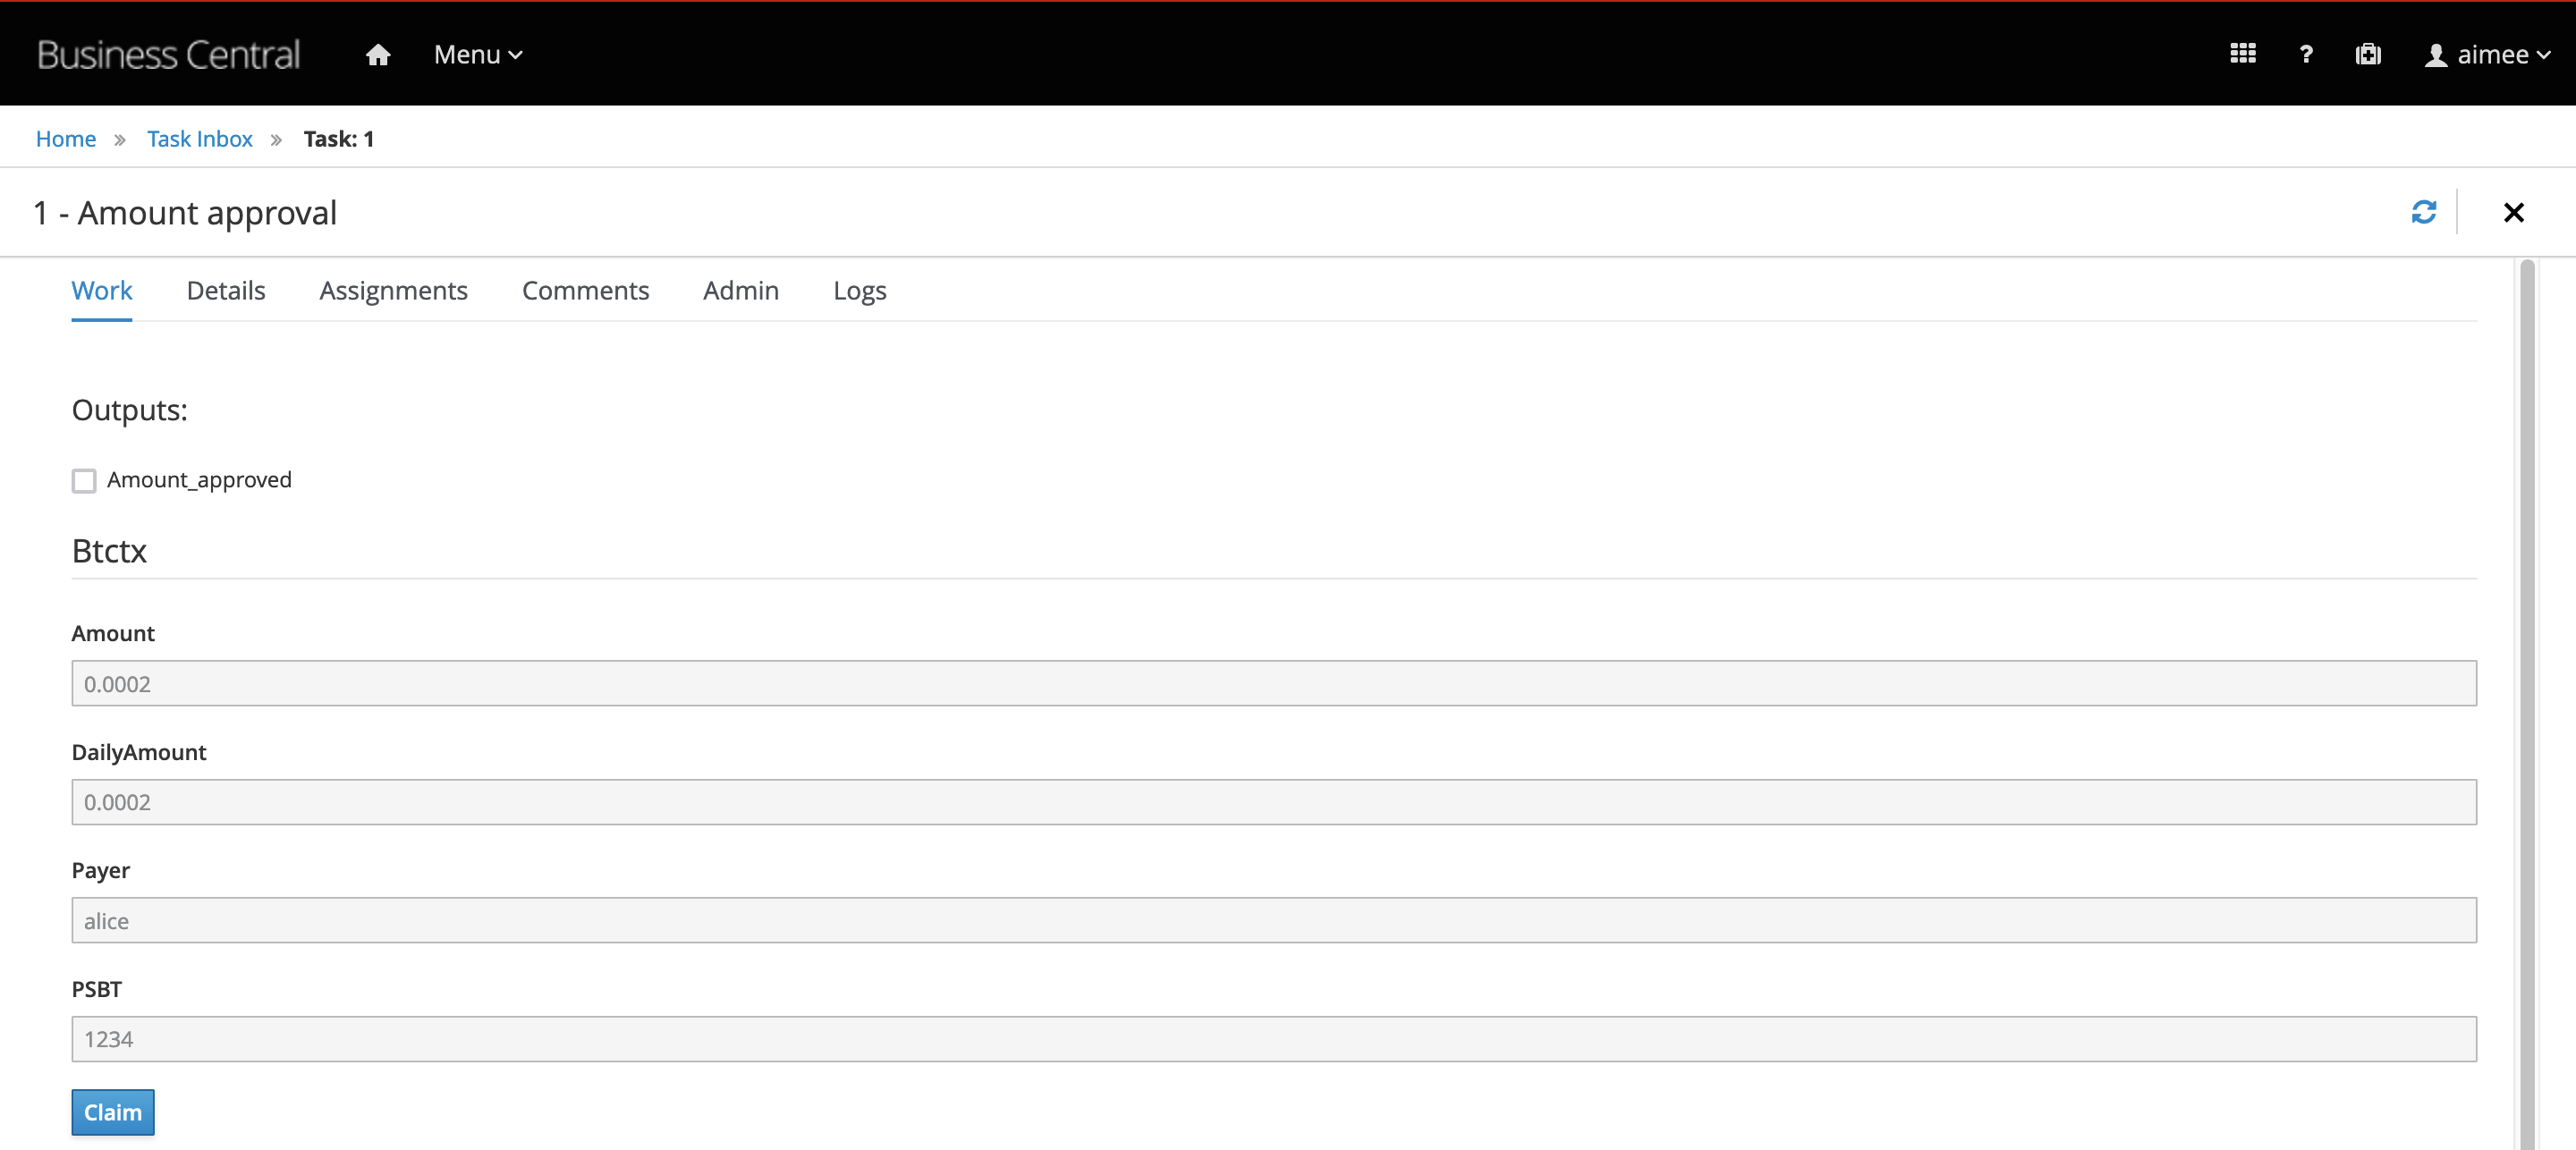 Business Central Menu ? aimee
Home » Task Inbox » Task: 1
1 - Amount approval
Work Details Assignments Comments Admin Logs
Outputs:
Amount_approved
Btctx
Amount
0.0002
DailyAmount
0.0002
Payer
alice
PSBT
1234
Claim